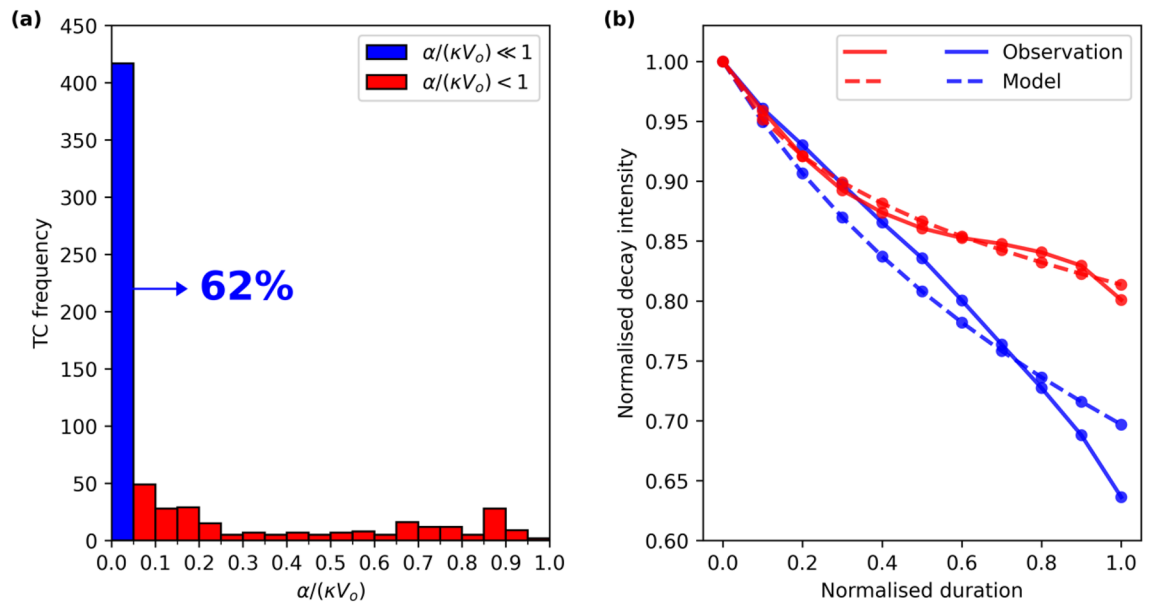 (a)
450
400
350
300
250
200
150
100
50
0
TC frequency
α/(κVₒ) ≪ 1
α/(κVₒ) < 1
62%
0.0 0.1 0.2 0.3 0.4 0.5 0.6 0.7 0.8 0.9 1.0
α/(κVₒ)
(b)
1.00
0.95
0.90
0.85
0.80
0.75
0.70
0.65
0.60
Normalised decay intensity
Observation
Model
0.0 0.2 0.4 0.6 0.8 1.0
Normalised duration